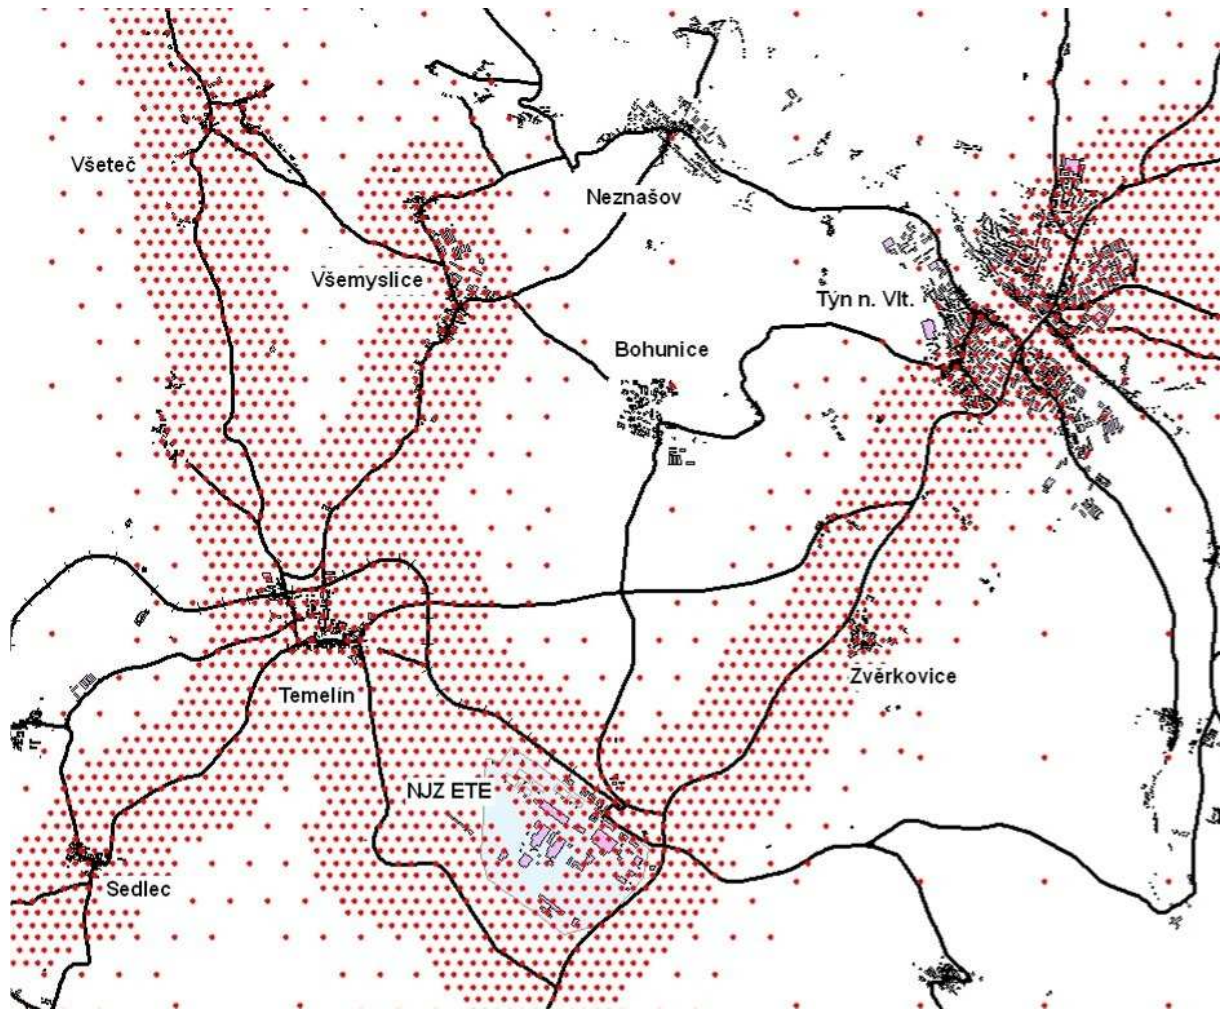 Všeteč
Neznašov
Všemyslice
Týn n. Vlt.
Bohunice
Zvěrkovice
Temelín
NJZ ETE
Sedlec